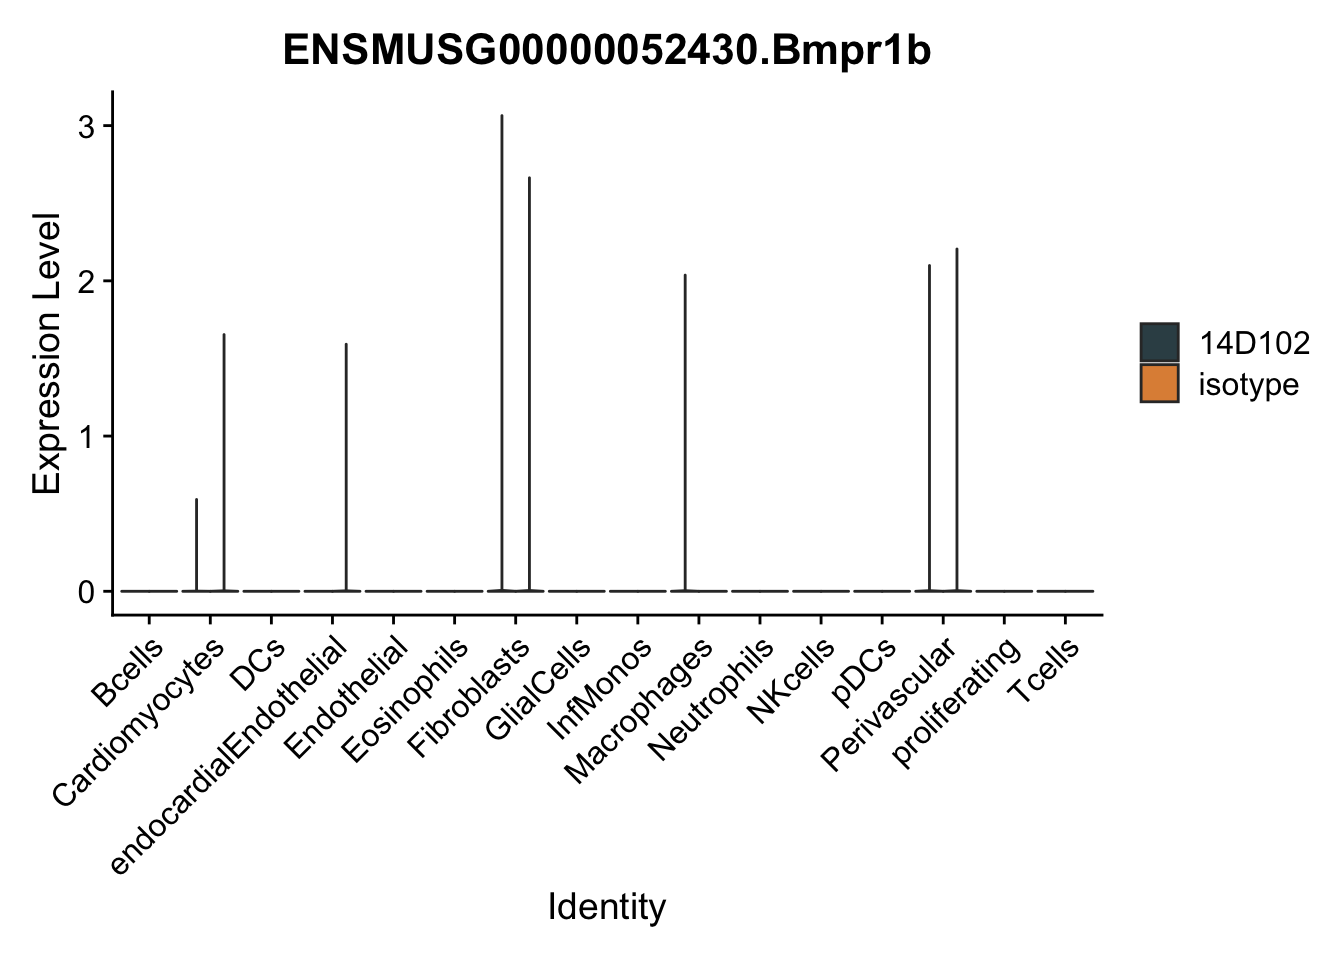 ENSMUSG00000052430.Bmpr1b
Expression Level
3
2
1
0
Bcells
Cardiomyocytes
DCs
endocardialEndothelial
Endothelial
Eosinophils
Fibroblasts
GlialCells
InfMonos
Macrophages
Neutrophils
NKcells
pDCs
Perivascular
proliferating
Tcells
Identity
14D102
isotype